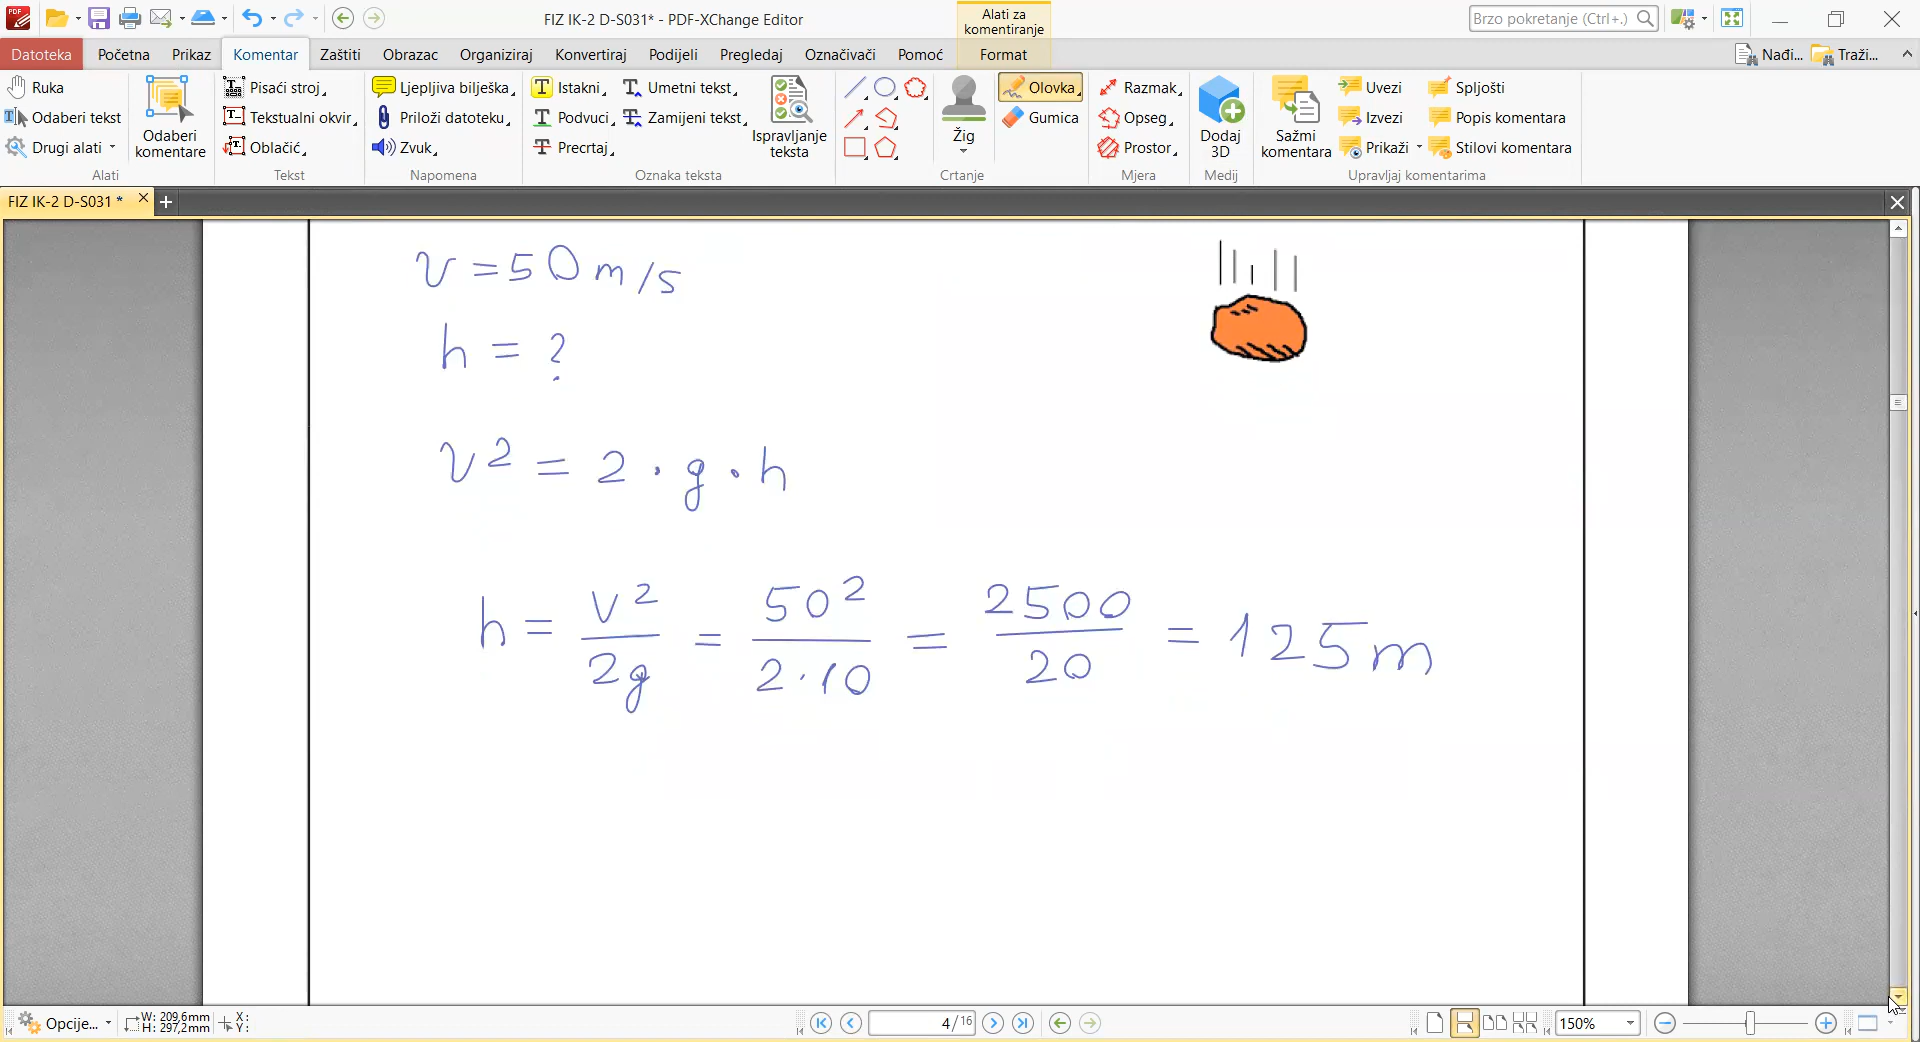 FIZ IK-2 D-S031* - PDF-XChange Editor
Alati za komentiranje
Brzo pokretanje (Ctrl+.)
Datoteka Početna Prikaz Komentar Zaštiti Obrazac Organiziraj Konvertiraj Podijeli Pregledaj Označivači Pomoć Format Nađi... Traži...
Ruka Pisaći stroj Ljepljiva bilješka Istakni Umetni tekst Olovka Razmak Uvezi Spljošti
Odaberi tekst Tekstualni okvir Priloži datoteku Podvuci Zamijeni tekst Gumica Opseg Izvezi Popis komentara
Drugi alati Odaberi komentare Oblačić Zvuk Precrtaj Ispravljanje teksta Žig Prostor Dodaj 3D Sažmi komentara Prikaži Stilovi komentara
Alati Tekst Napomena Oznaka teksta Crtanje Mjera Medij Upravljaj komentarima
FIZ IK-2 D-S031 *
v = 50 m/s
h = ?
v² = 2 · g · h
h = v²/2g = 50²/2·10 = 2500/20 = 125 m
Opcije... W: 209,6mm H: 297,2mm X: Y: 4 / 16 150%